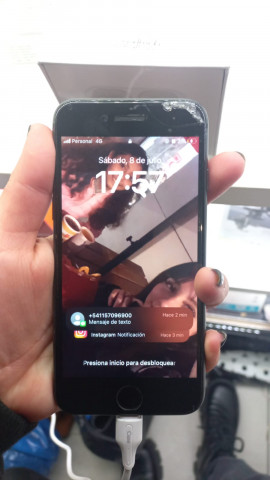 Personal 4G
Sábado, 8 de julio
17:57
+541157096900
Hace 2 min
Mensaje de texto
Instagram Notificación
Hace 3 min
Presiona inicio para desbloquear